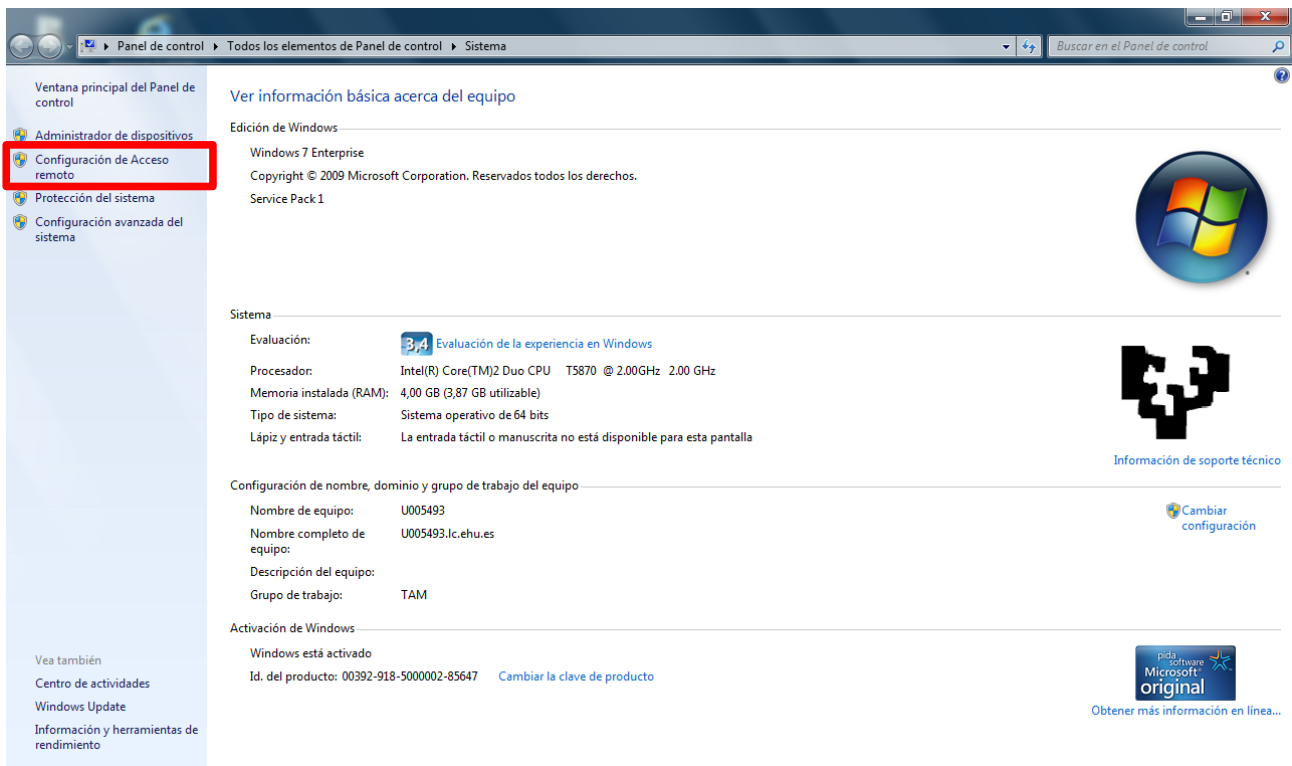 Panel de control ▸ Todos los elementos de Panel de control ▸ Sistema
Buscar en el Panel de control
Ventana principal del Panel de
control
Administrador de dispositivos
Configuración de Acceso
remoto
Protección del sistema
Configuración avanzada del
sistema
Vea también
Centro de actividades
Windows Update
Información y herramientas de
rendimiento
Ver información básica acerca del equipo
Edición de Windows
Windows 7 Enterprise
Copyright © 2009 Microsoft Corporation. Reservados todos los derechos.
Service Pack 1
Sistema
Evaluación: 3,4 Evaluación de la experiencia en Windows
Procesador: Intel(R) Core(TM)2 Duo CPU T5870 @ 2.00GHz 2.00 GHz
Memoria instalada (RAM): 4,00 GB (3,87 GB utilizable)
Tipo de sistema: Sistema operativo de 64 bits
Lápiz y entrada táctil: La entrada táctil o manuscrita no está disponible para esta pantalla
Información de soporte técnico
Configuración de nombre, dominio y grupo de trabajo del equipo
Nombre de equipo: U005493
Nombre completo de U005493.lc.ehu.es
equipo:
Descripción del equipo:
Grupo de trabajo: TAM
Cambiar
configuración
Activación de Windows
Windows está activado
Id. del producto: 00392-918-5000002-85647 Cambiar la clave de producto
pida
software
Microsoft
original
Obtener más información en línea...